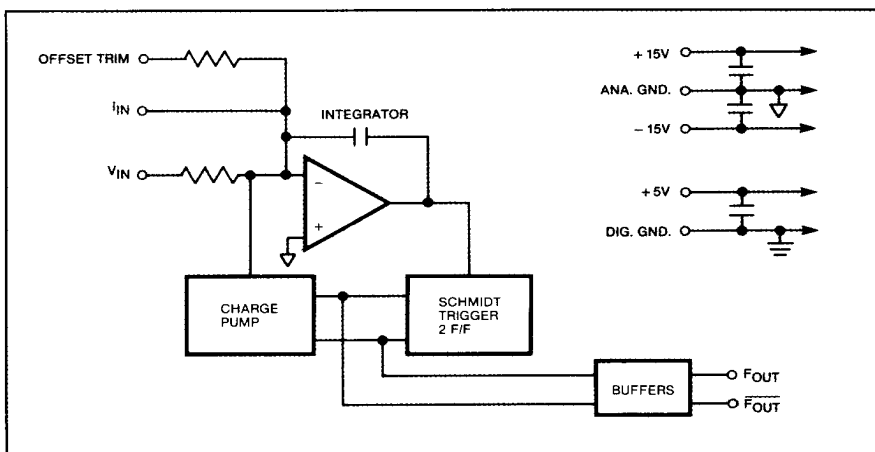 OFFSET TRIM
IIN
VIN
INTEGRATOR
−
+
CHARGE
PUMP
SCHMIDT
TRIGGER
2 F/F
BUFFERS
FOUT
FOUT
+ 15V
ANA. GND.
− 15V
+ 5V
DIG. GND.